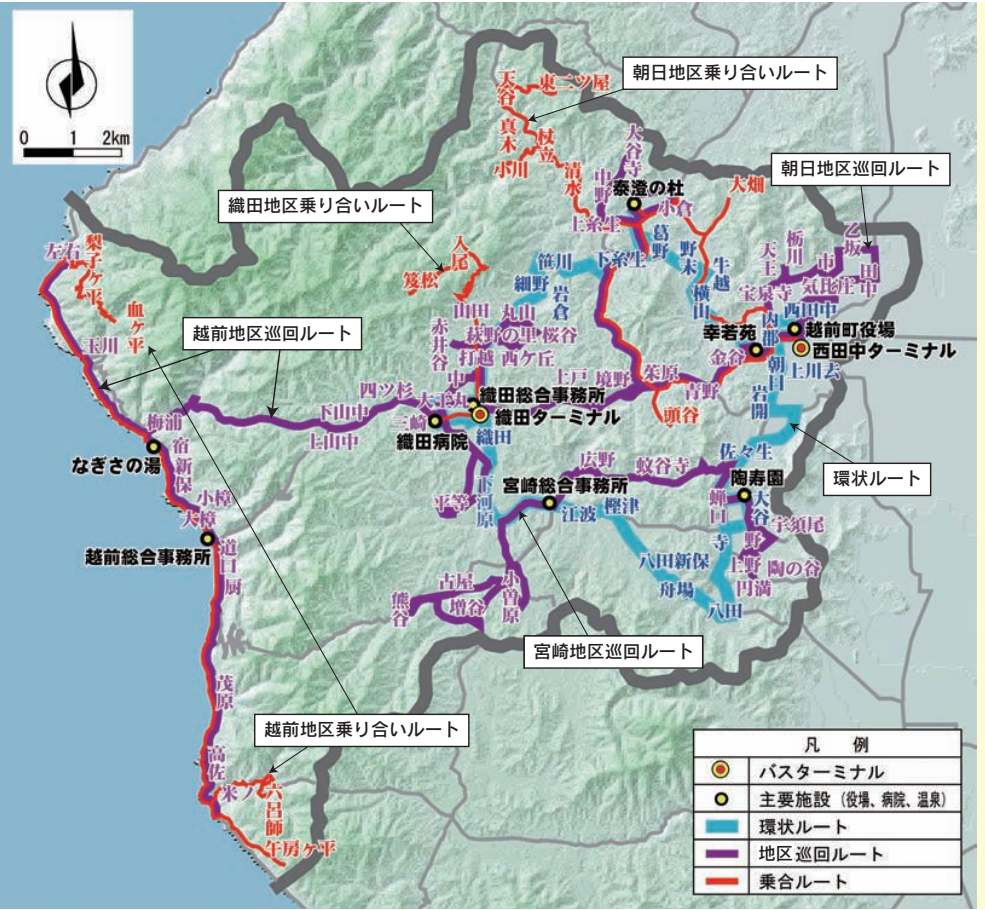 0 1 2km
朝日地区乗り合いルート
朝日地区巡回ルート
織田地区乗り合いルート
越前地区巡回ルート
環状ルート
宮崎地区巡回ルート
越前地区乗り合いルート
天谷
東二ツ屋
真木
杖立
小川
清水
大谷寺
中野
泰澄の杜
上糸生
小倉
葛野
下糸生
大畑
野末
牛越
横山
乙坂
栃川
天王
市
田中
気比庄
宝泉寺
西田中
内郡
越前町役場
幸若苑
西田中ターミナル
金谷
朝日
上川去
岩開
青野
笈原
頭谷
境野
上戸
笹川
細野
岩倉
入尾
笈松
山田
丸山
赤井谷
萩野の里
桜谷
打越
西ケ丘
中
四ツ杉
大王丸
織田総合事務所
織田ターミナル
三崎
織田病院
織田
下山中
上山中
平等
下河原
左右
梨子ヶ平
血ヶ平
玉川
梅浦
なぎさの湯
宿
新保
小樟
大樟
越前総合事務所
道口
厨
茂原
高佐
米ノ
六呂師
午房ヶ平
広野
蚊谷寺
佐々生
宮崎総合事務所
江波
樫津
陶寿園
蝉口
大谷
寺
野
宇須尾
上野
陶の谷
円満
八田新保
舟場
八田
小曽原
古屋
増谷
熊谷
凡 例
バスターミナル
主要施設（役場、病院、温泉）
環状ルート
地区巡回ルート
乗合ルート